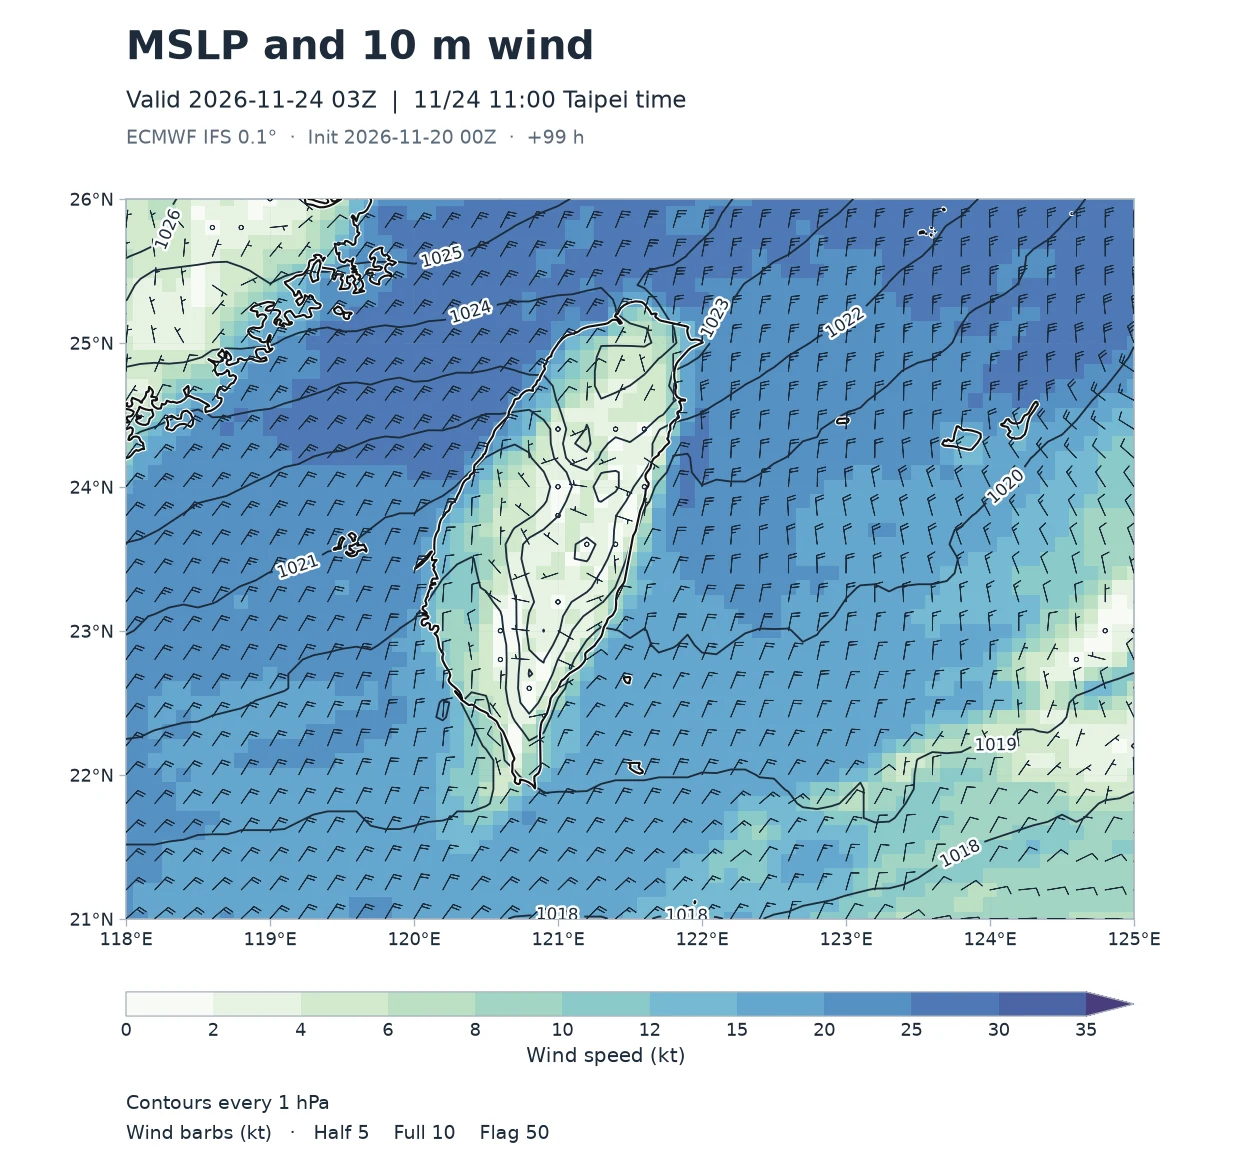 MSLP and 10 m wind
Valid 2026-11-24 03Z | 11/24 11:00 Taipei time
ECMWF IFS 0.1° · Init 2026-11-20 00Z · +99 h
26°N
25°N
24°N
23°N
22°N
21°N
1026
1025
1024
1023
1022
1021
1020
1019
1018
1018
1018
118°E 119°E 120°E 121°E 122°E 123°E 124°E 125°E
0 2 4 6 8 10 12 15 20 25 30 35
Wind speed (kt)
Contours every 1 hPa
Wind barbs (kt) · Half 5 Full 10 Flag 50